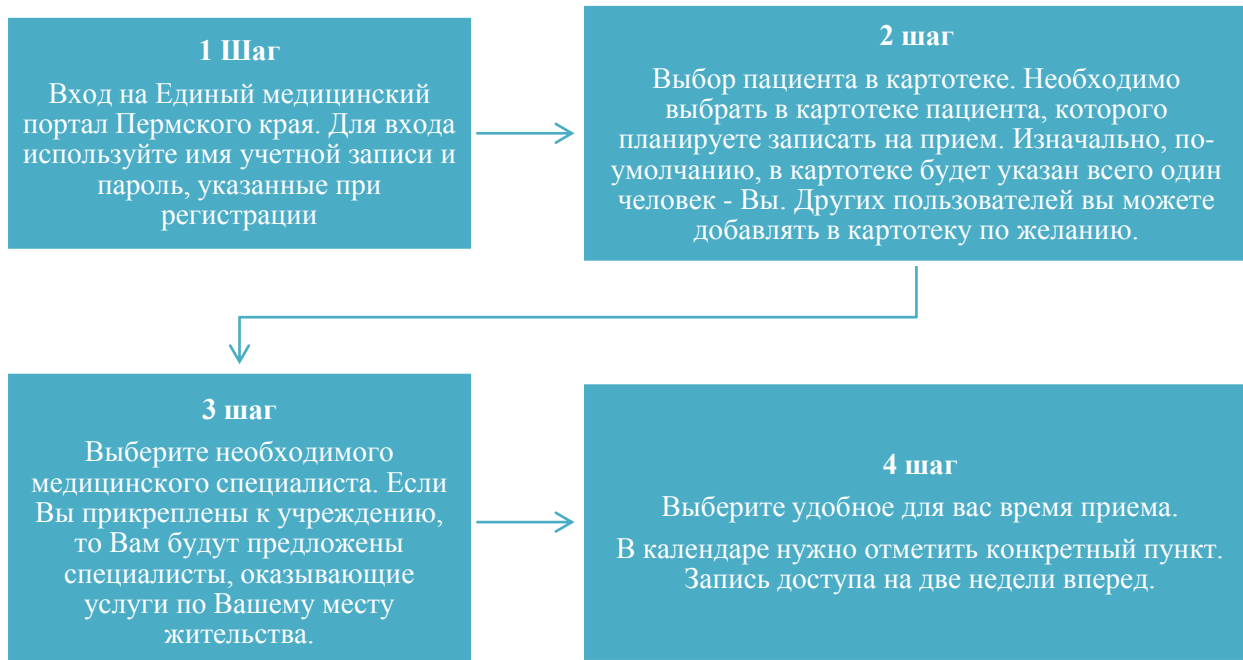 1 Шаг
Вход на Единый медицинский
портал Пермского края. Для входа
используйте имя учетной записи и
пароль, указанные при
регистрации
2 шаг
Выбор пациента в картотеке. Необходимо
выбрать в картотеке пациента, которого
планируете записать на прием. Изначально, по-
умолчанию, в картотеке будет указан всего один
человек - Вы. Других пользователей вы можете
добавлять в картотеку по желанию.
3 шаг
Выберите необходимого
медицинского специалиста. Если
Вы прикреплены к учреждению,
то Вам будут предложены
специалисты, оказывающие
услуги по Вашему месту
жительства.
4 шаг
Выберите удобное для вас время приема.
В календаре нужно отметить конкретный пункт.
Запись доступа на две недели вперед.